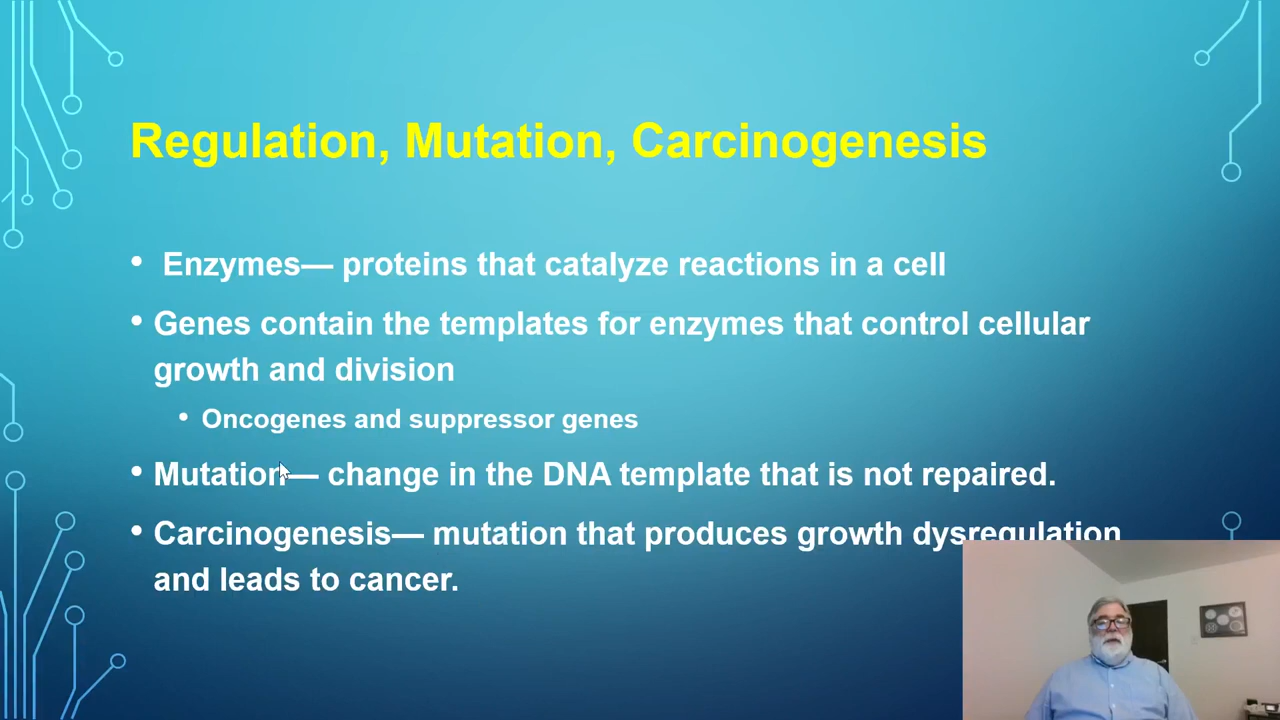 Regulation, Mutation, Carcinogenesis
• Enzymes— proteins that catalyze reactions in a cell
• Genes contain the templates for enzymes that control cellular
growth and division
• Oncogenes and suppressor genes
• Mutation— change in the DNA template that is not repaired.
• Carcinogenesis— mutation that produces growth dysregulation
and leads to cancer.